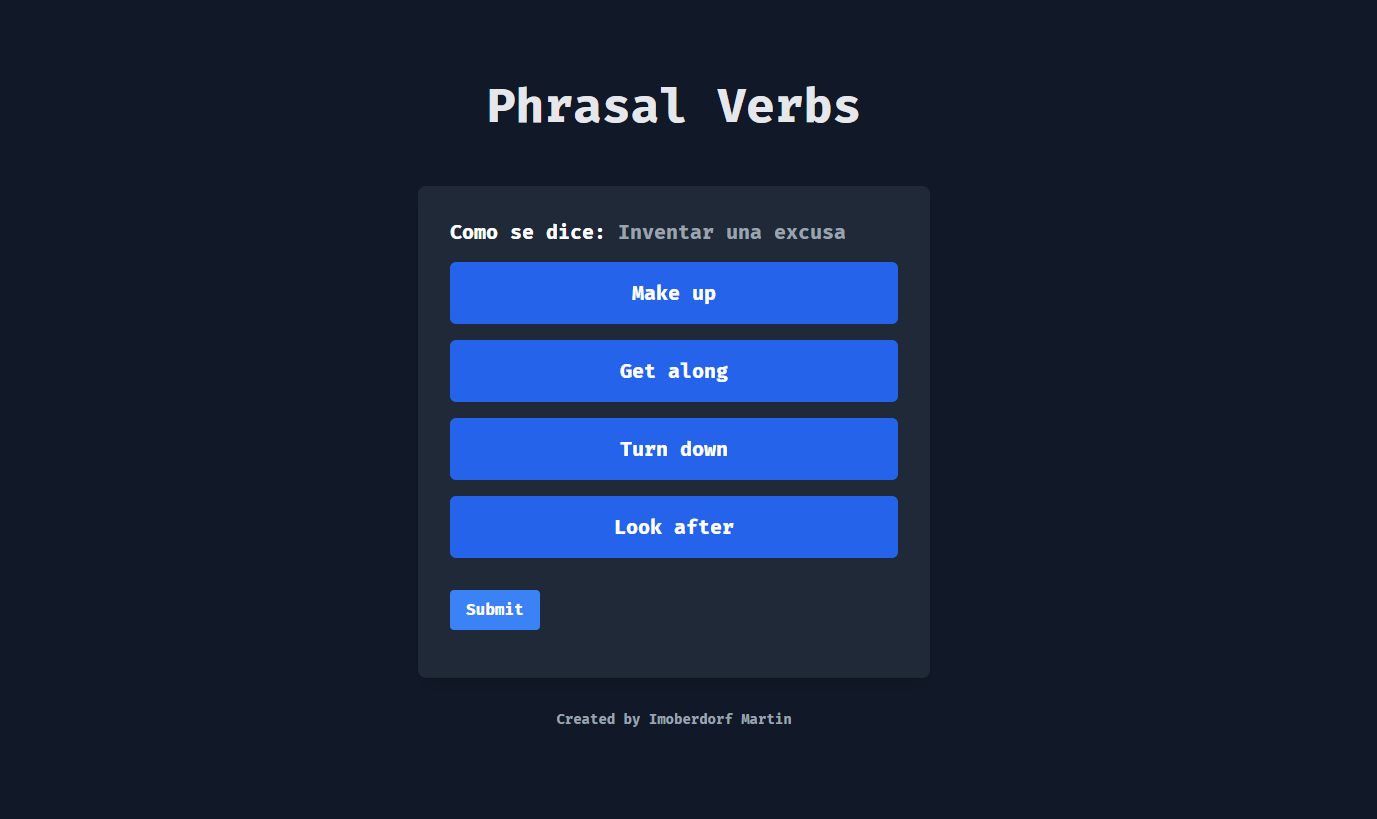 Phrasal Verbs
Como se dice: Inventar una excusa
Make up
Get along
Turn down
Look after
Submit
Created by Imoberdorf Martin